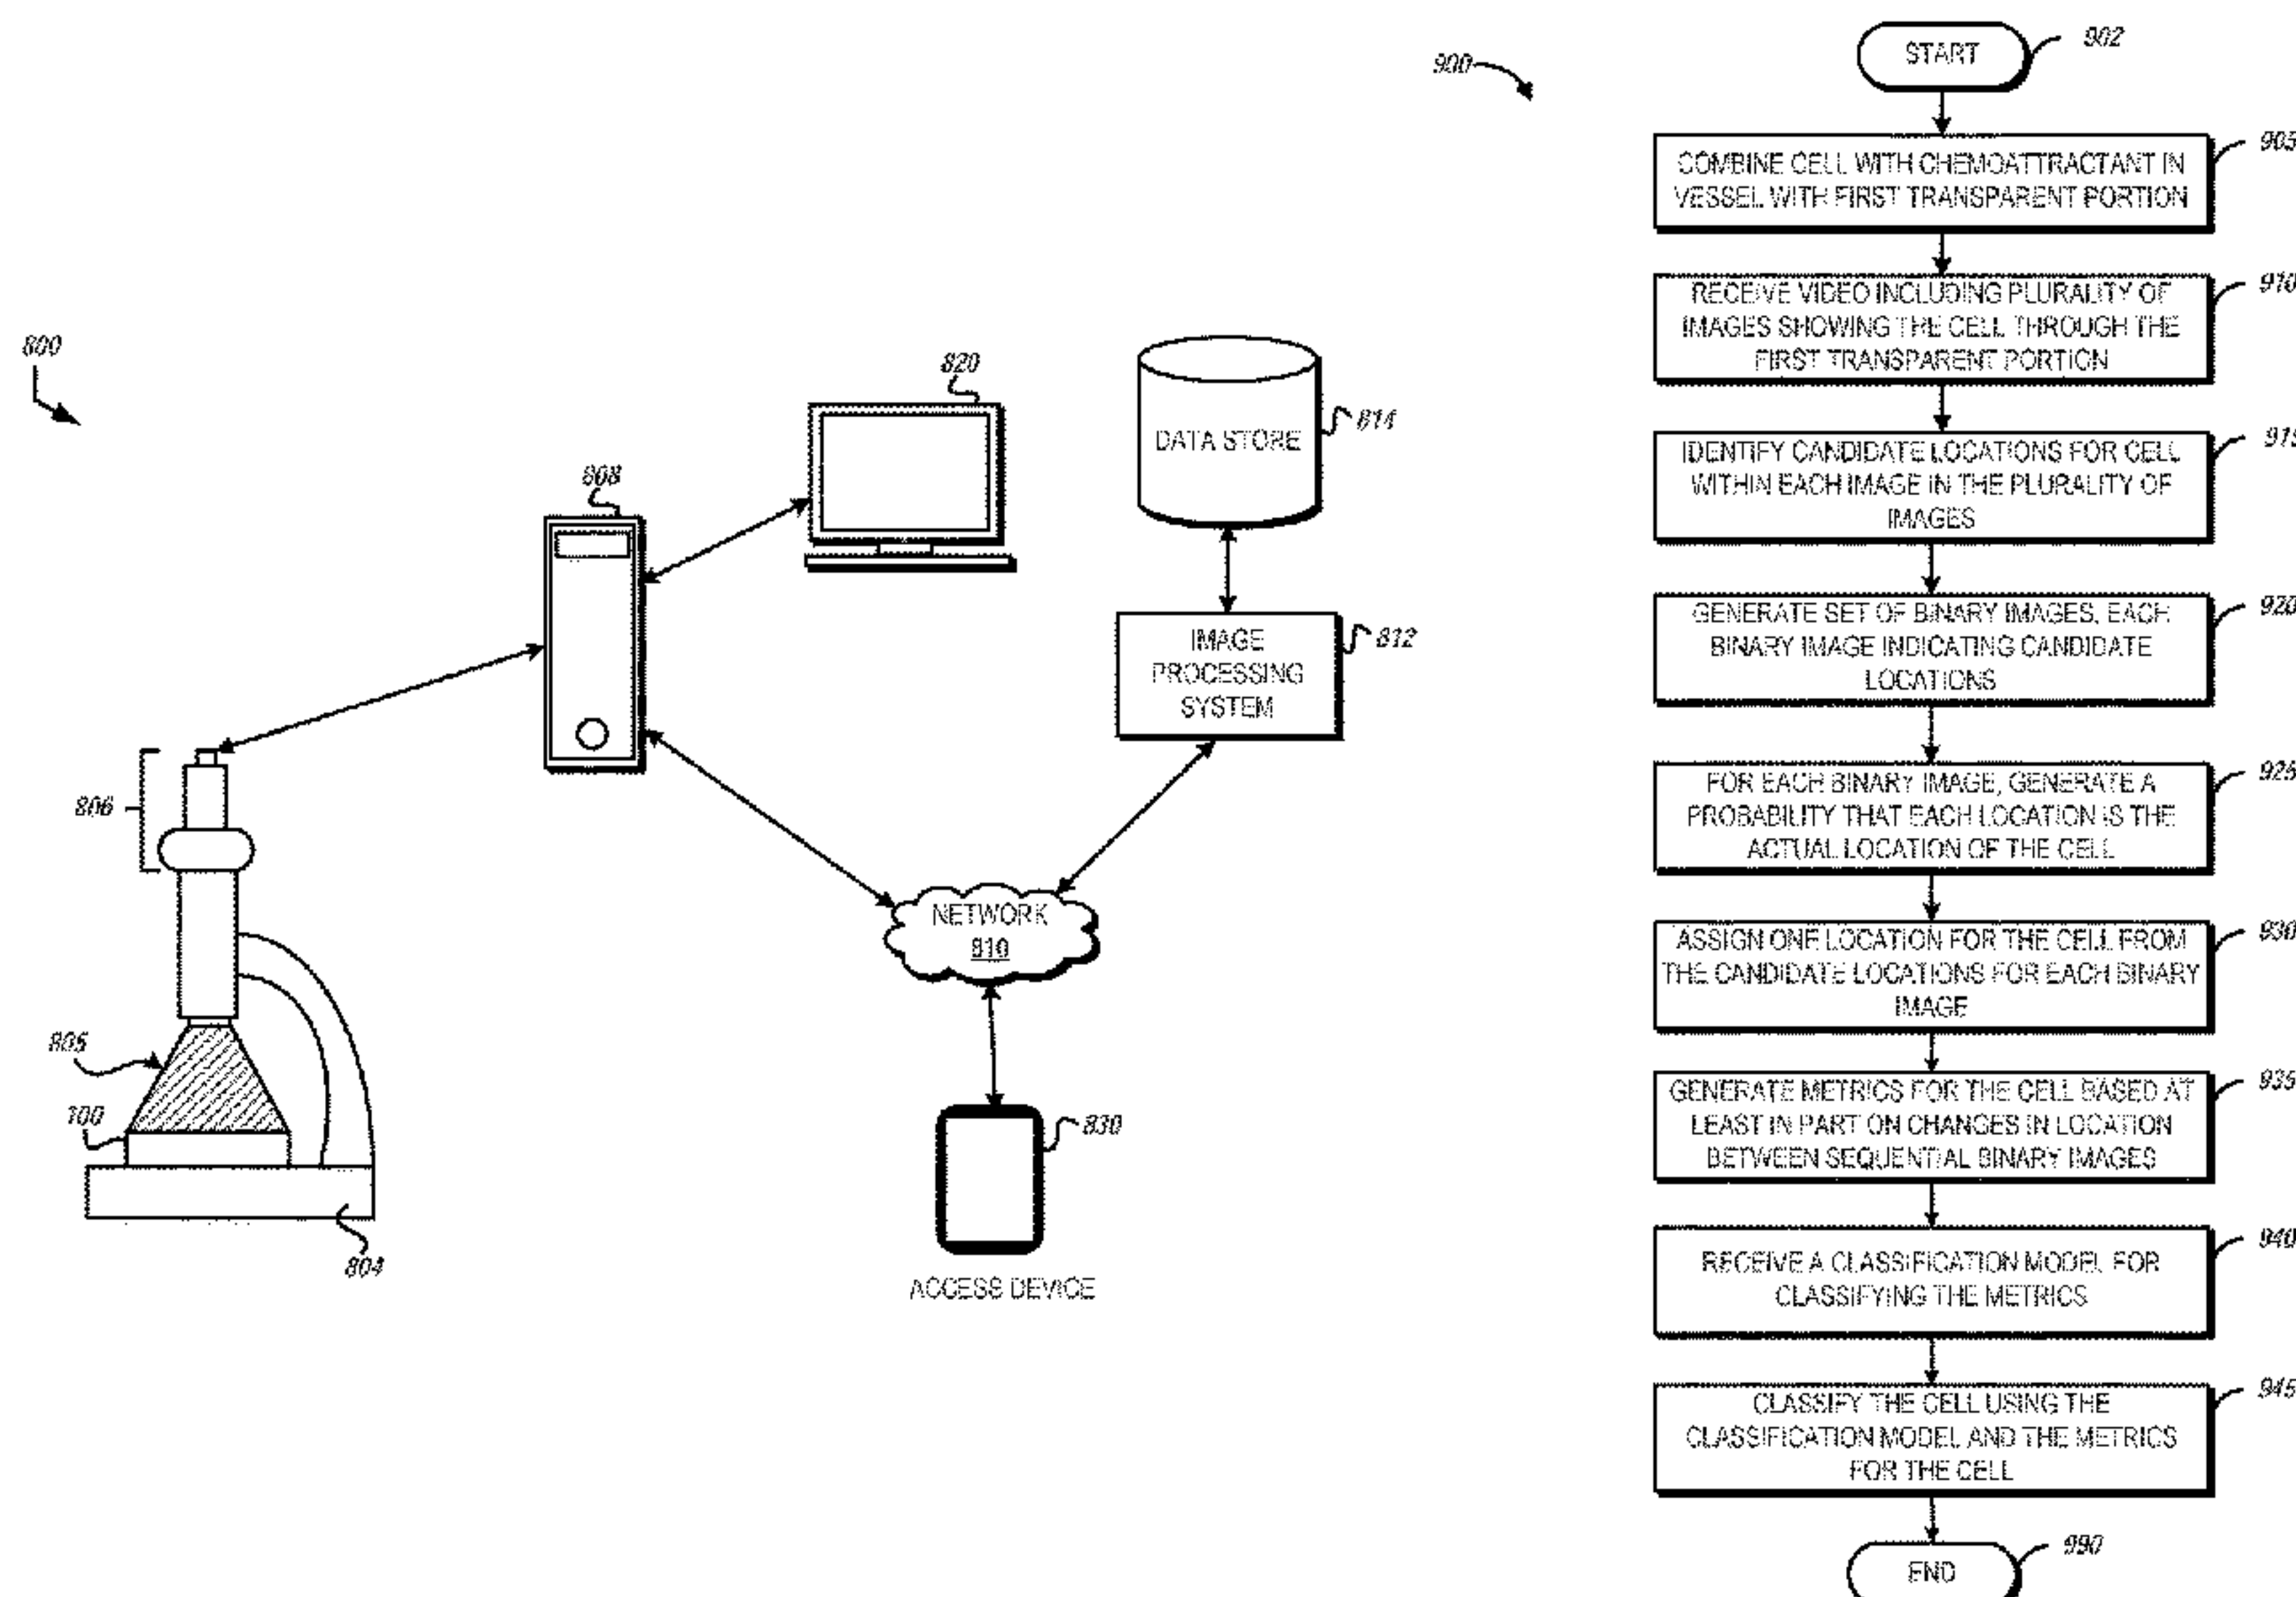 800
806
805
100
804
808
820
DATA STORE
814
IMAGE
PROCESSING
SYSTEM
812
NETWORK
810
830
ACCESS DEVICE
900
START
902
COMBINE CELL WITH CHEMOATTRACTANT IN
VESSEL WITH FIRST TRANSPARENT PORTION
905
RECEIVE VIDEO INCLUDING PLURALITY OF
IMAGES SHOWING THE CELL THROUGH THE
FIRST TRANSPARENT PORTION
910
IDENTIFY CANDIDATE LOCATIONS FOR CELL
WITHIN EACH IMAGE IN THE PLURALITY OF
IMAGES
915
GENERATE SET OF BINARY IMAGES, EACH
BINARY IMAGE INDICATING CANDIDATE
LOCATIONS
920
FOR EACH BINARY IMAGE, GENERATE A
PROBABILITY THAT EACH LOCATION IS THE
ACTUAL LOCATION OF THE CELL
925
ASSIGN ONE LOCATION FOR THE CELL FROM
THE CANDIDATE LOCATIONS FOR EACH BINARY
IMAGE
930
GENERATE METRICS FOR THE CELL BASED AT
LEAST IN PART ON CHANGES IN LOCATION
BETWEEN SEQUENTIAL BINARY IMAGES
935
RECEIVE A CLASSIFICATION MODEL FOR
CLASSIFYING THE METRICS
940
CLASSIFY THE CELL USING THE
CLASSIFICATION MODEL AND THE METRICS
FOR THE CELL
945
END
990